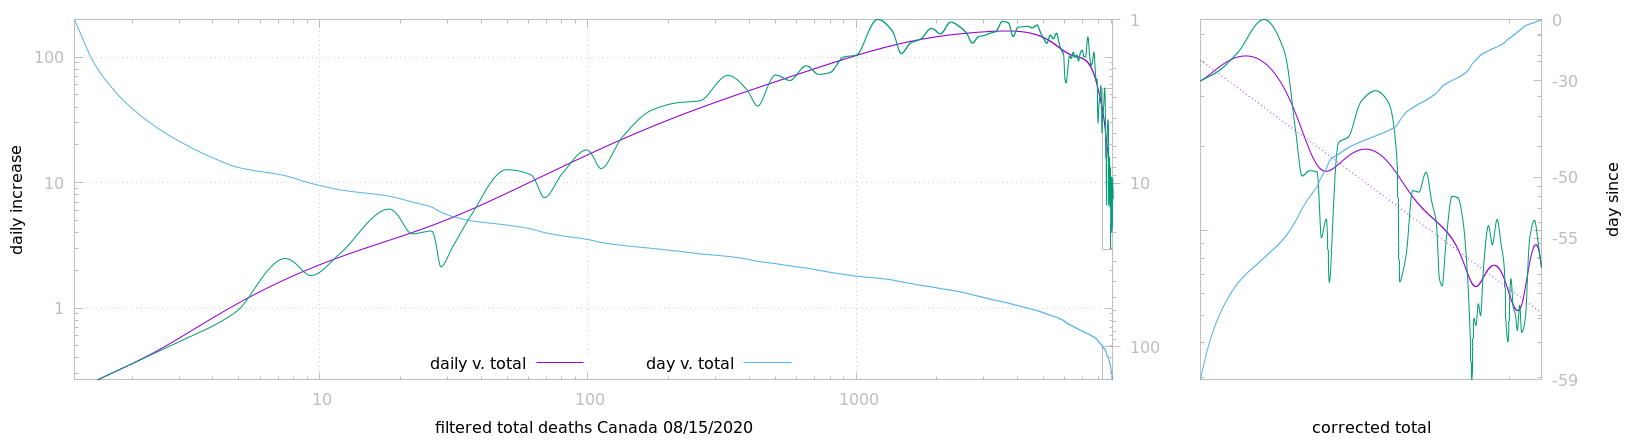 daily increase
100
10
1
10
100
1000
filtered total deaths Canada 08/15/2020
daily v. total
day v. total
1
10
100
0
-30
-50
-55
-59
day since
corrected total